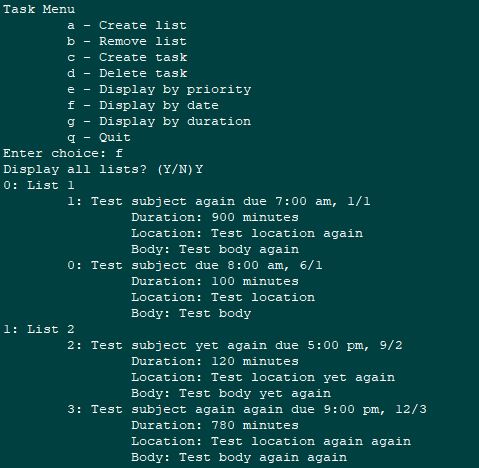 Task Menu
a - Create list
b - Remove list
c - Create task
d - Delete task
e - Display by priority
f - Display by date
g - Display by duration
q - Quit
Enter choice: f
Display all lists? (Y/N)Y
0: List 1
1: Test subject again due 7:00 am, 1/1
Duration: 900 minutes
Location: Test location again
Body: Test body again
0: Test subject due 8:00 am, 6/1
Duration: 100 minutes
Location: Test location
Body: Test body
1: List 2
2: Test subject yet again due 5:00 pm, 9/2
Duration: 120 minutes
Location: Test location yet again
Body: Test body yet again
3: Test subject again again due 9:00 pm, 12/3
Duration: 780 minutes
Location: Test location again again
Body: Test body again again